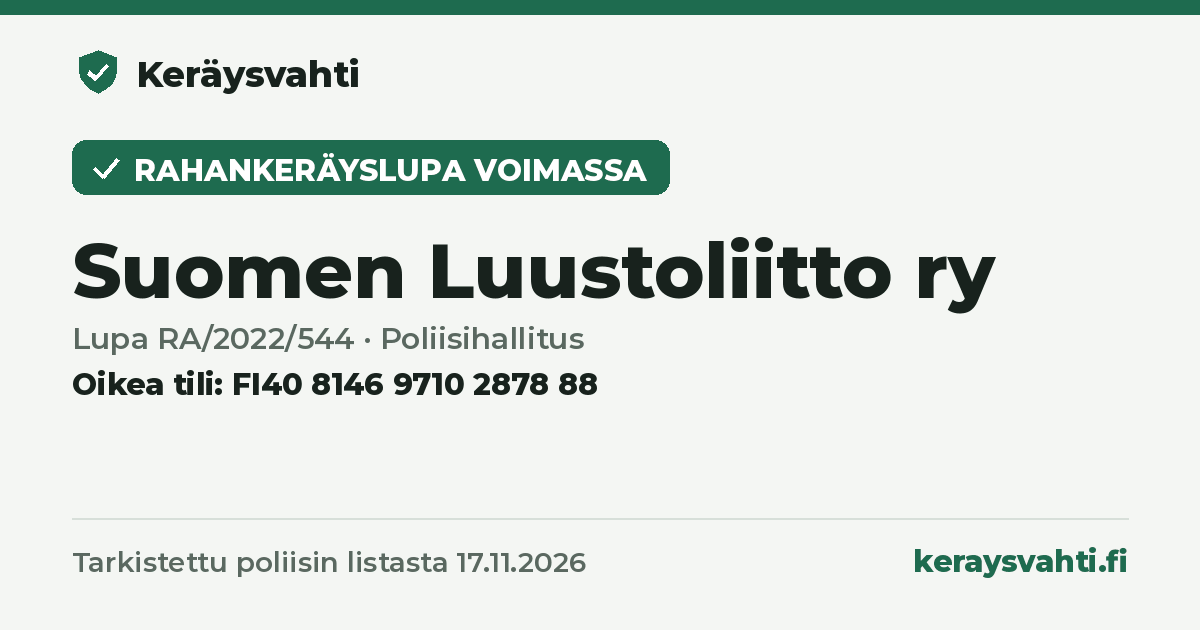 Keräysvahti
RAHANKERÄYSLUPA VOIMASSA
Suomen Luustoliitto ry
Lupa RA/2022/544 · Poliisihallitus
Oikea tili: FI40 8146 9710 2878 88
Tarkistettu poliisin listasta 17.11.2026
keraysvahti.fi